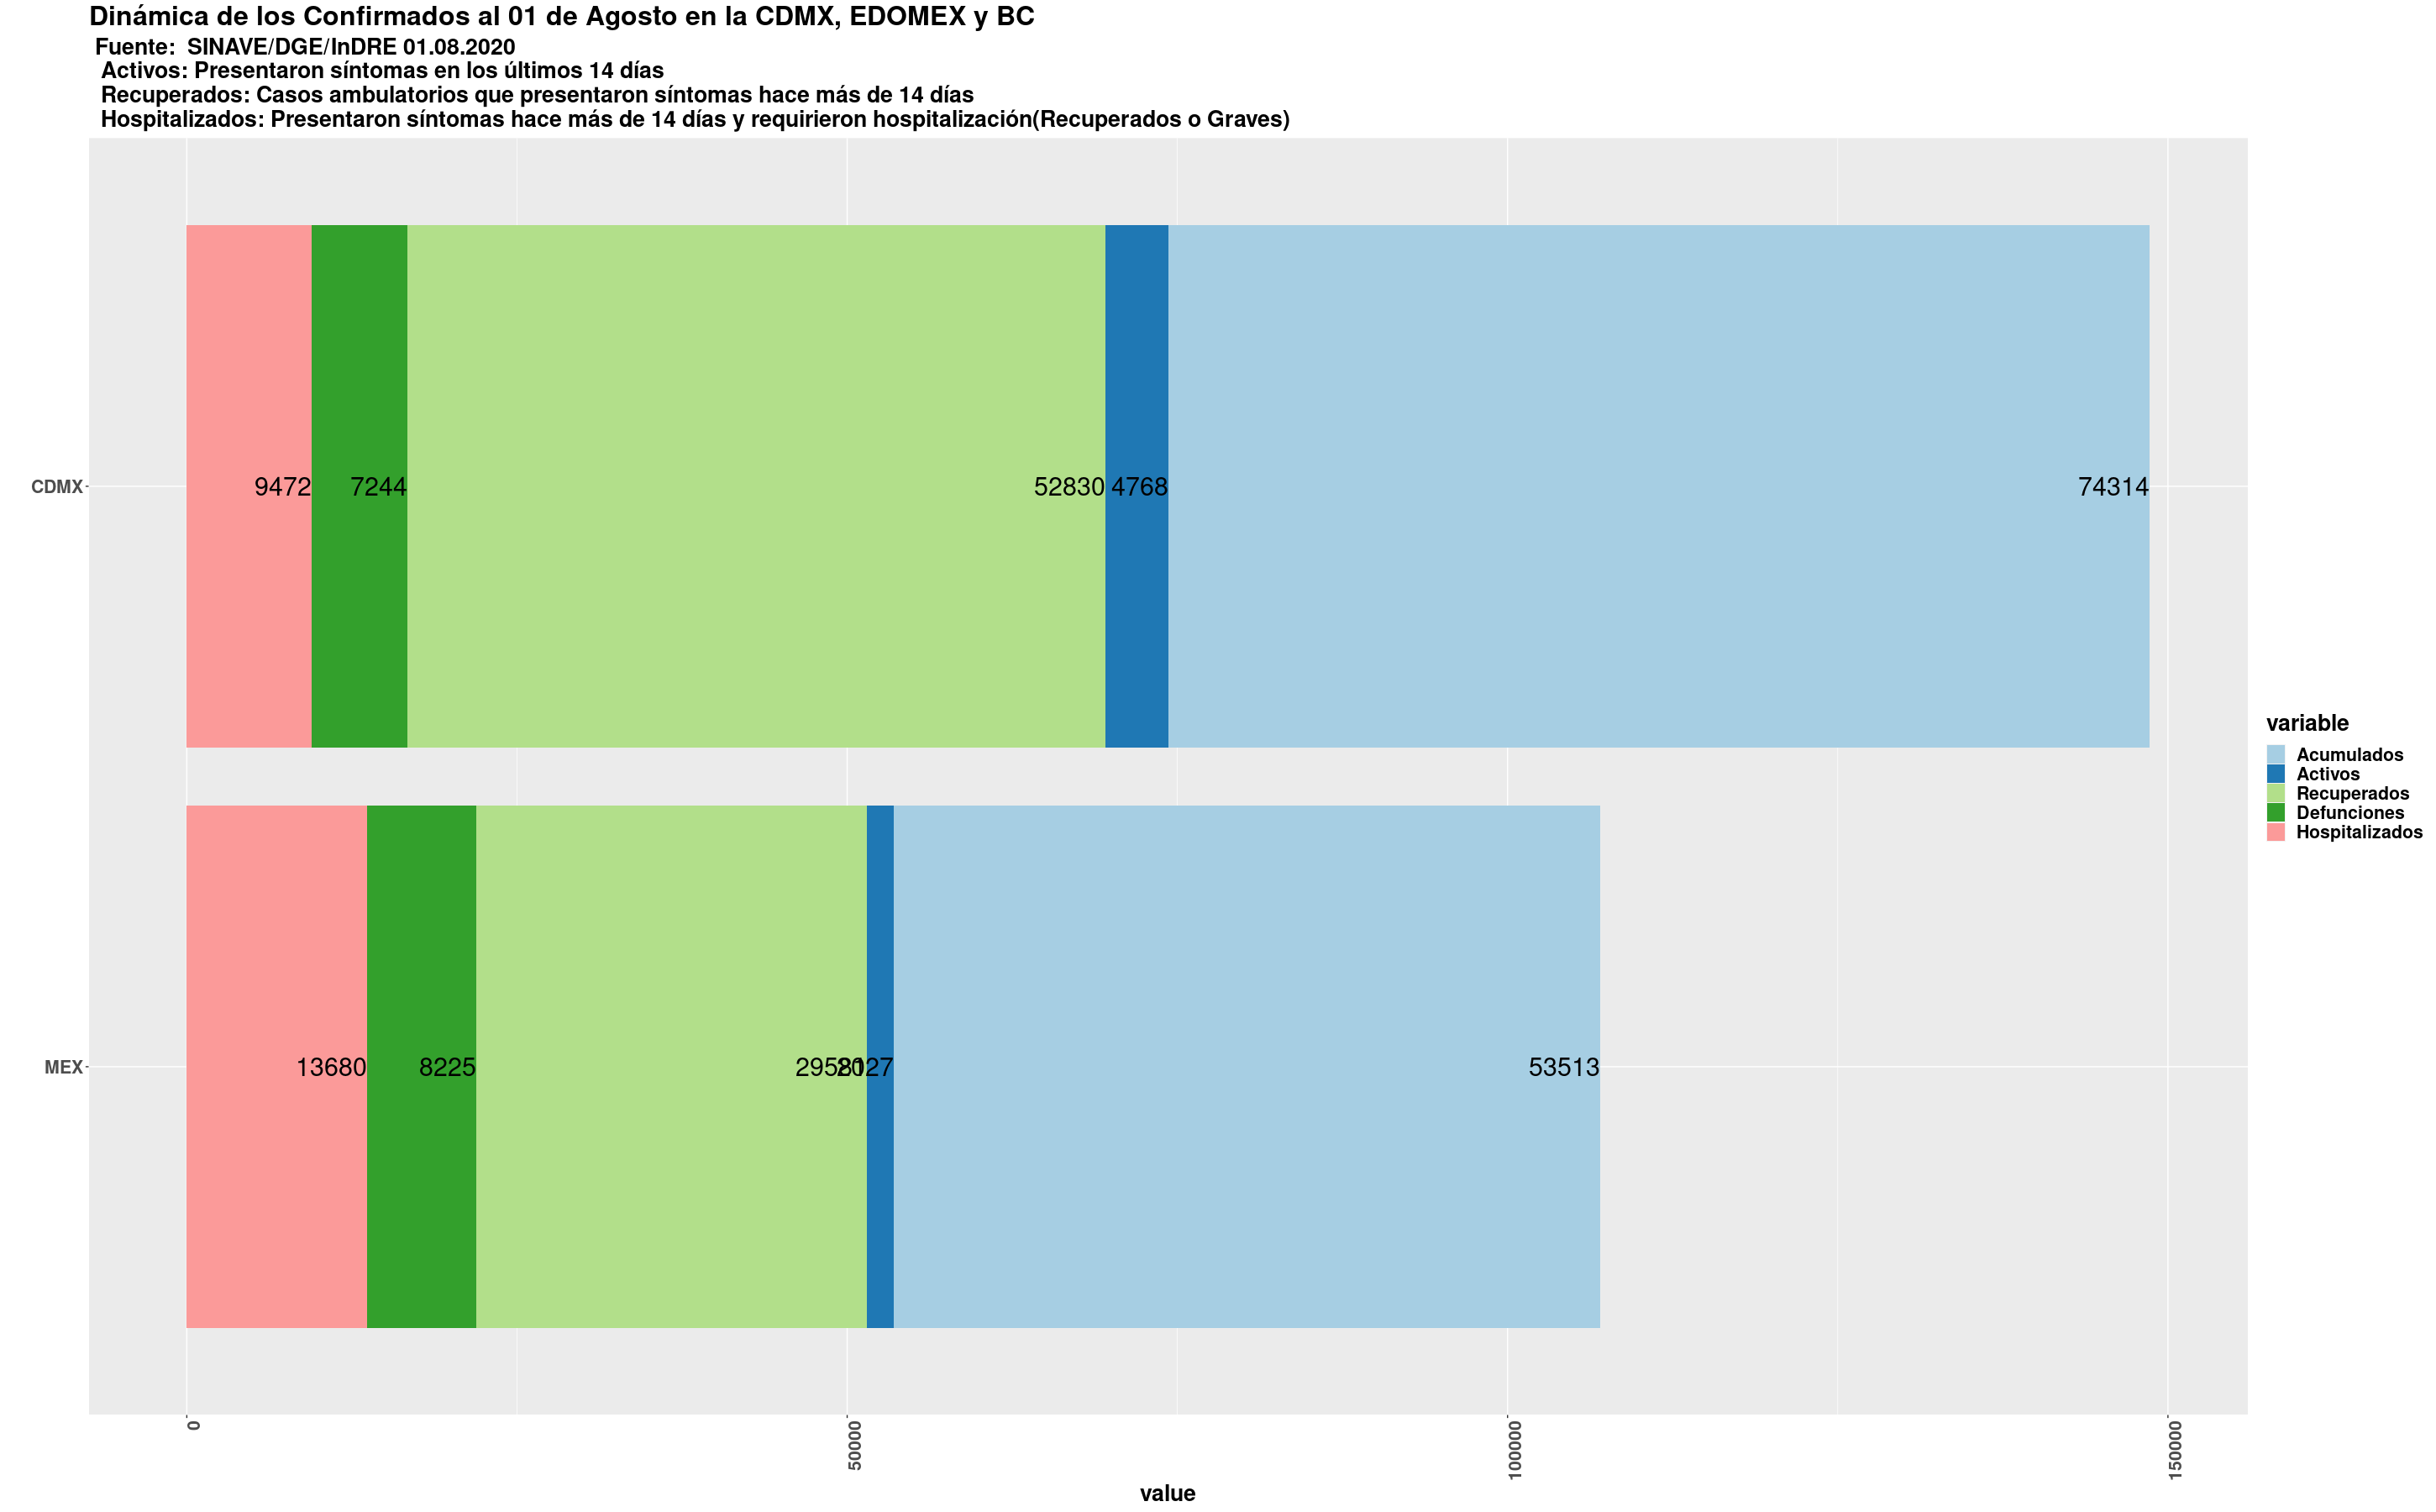 Dinámica de los Confirmados al 01 de Agosto en la CDMX, EDOMEX y BC
Fuente:  SINAVE/DGE/InDRE 01.08.2020
Activos: Presentaron síntomas en los últimos 14 días
Recuperados: Casos ambulatorios que presentaron síntomas hace más de 14 días
Hospitalizados: Presentaron síntomas hace más de 14 días y requirieron hospitalización(Recuperados o Graves)
CDMX
9472
7244
52830
4768
74314
MEX
13680
8225
29581
2027
53513
0
50000
100000
150000
value
variable
Acumulados
Activos
Recuperados
Defunciones
Hospitalizados